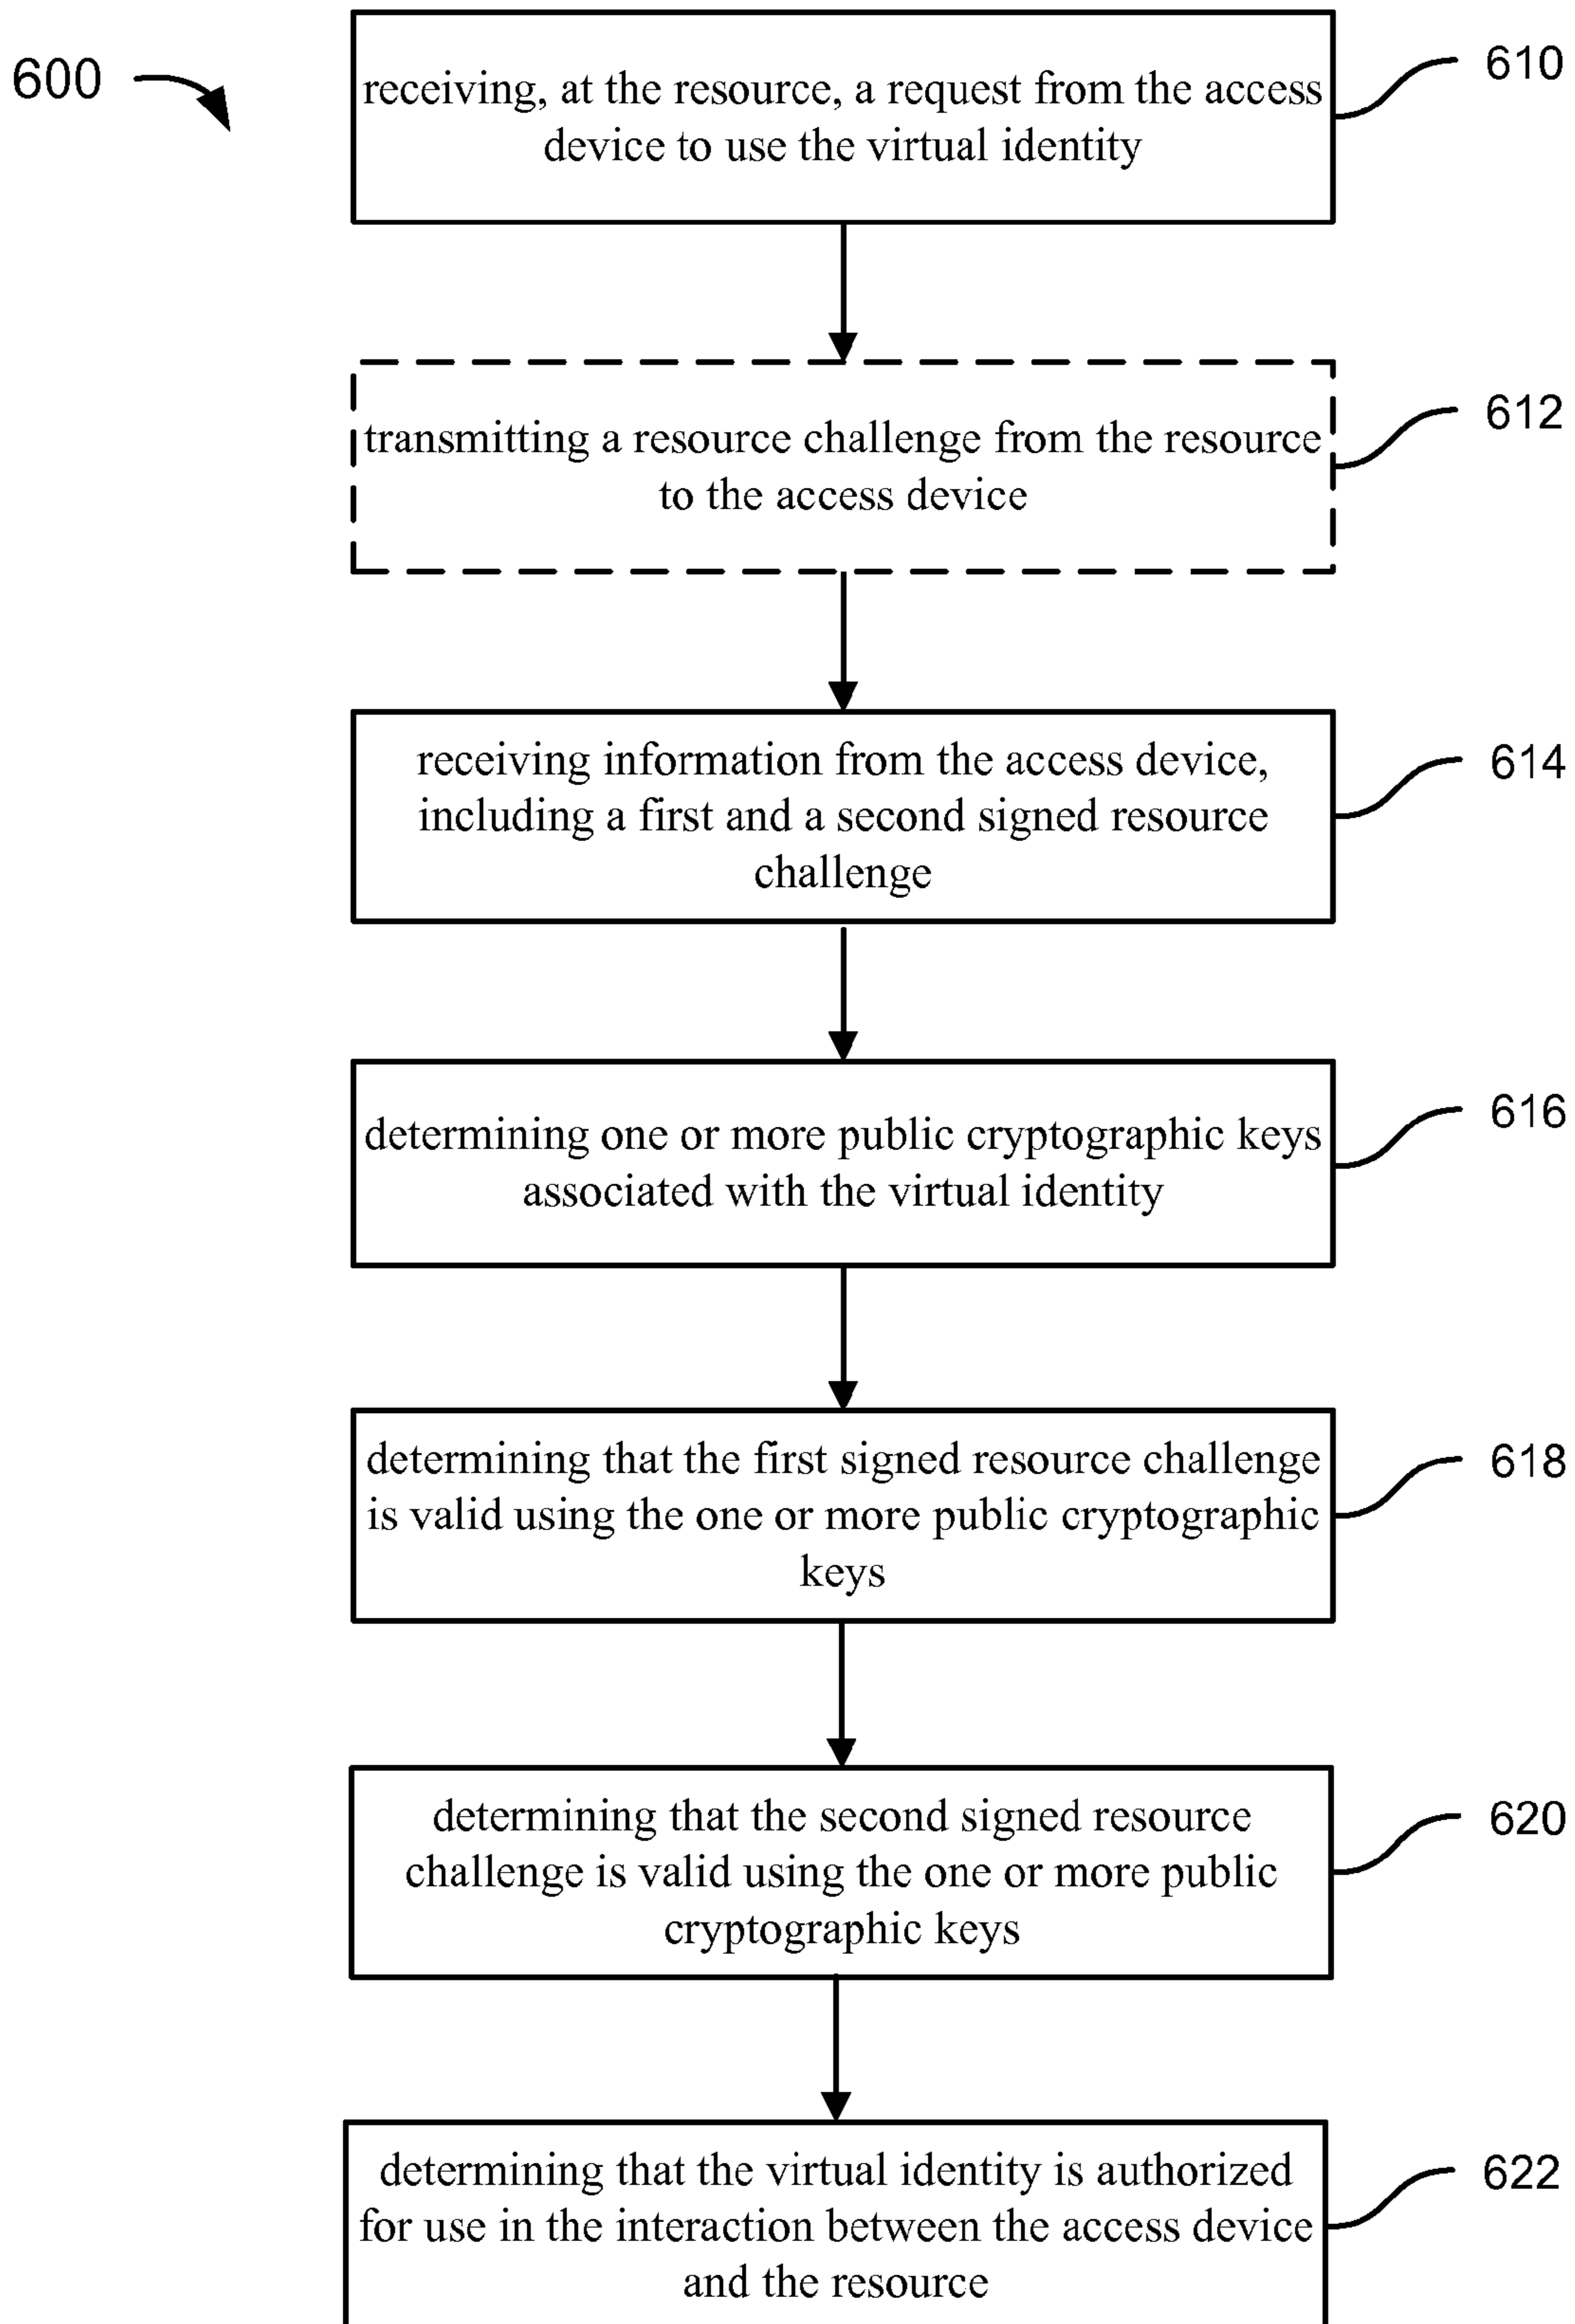 600
receiving, at the resource, a request from the access
device to use the virtual identity
610
transmitting a resource challenge from the resource
to the access device
612
receiving information from the access device,
including a first and a second signed resource
challenge
614
determining one or more public cryptographic keys
associated with the virtual identity
616
determining that the first signed resource challenge
is valid using the one or more public cryptographic
keys
618
determining that the second signed resource
challenge is valid using the one or more public
cryptographic keys
620
determining that the virtual identity is authorized
for use in the interaction between the access device
and the resource
622